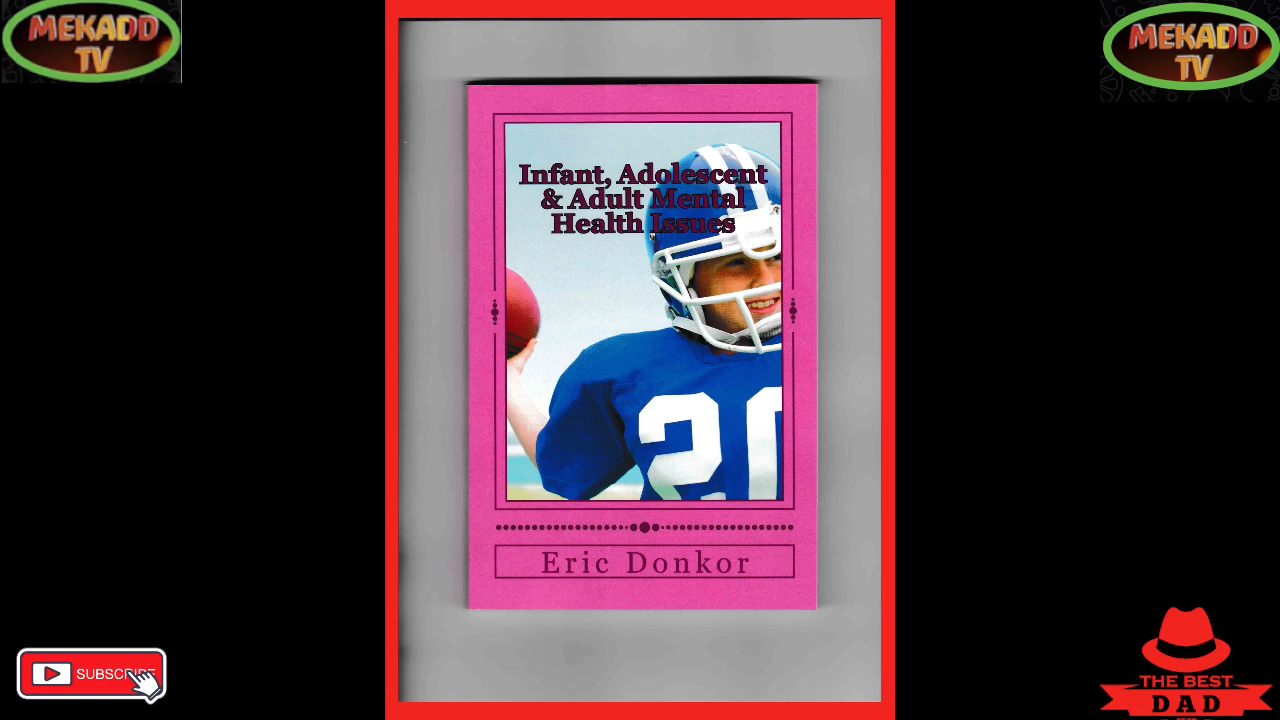 MEKADD
TV
MEKADD
TV
Infant, Adolescent
& Adult Mental
Health Issues
20
Eric Donkor
SUBSCRIBE
THE BEST
DAD